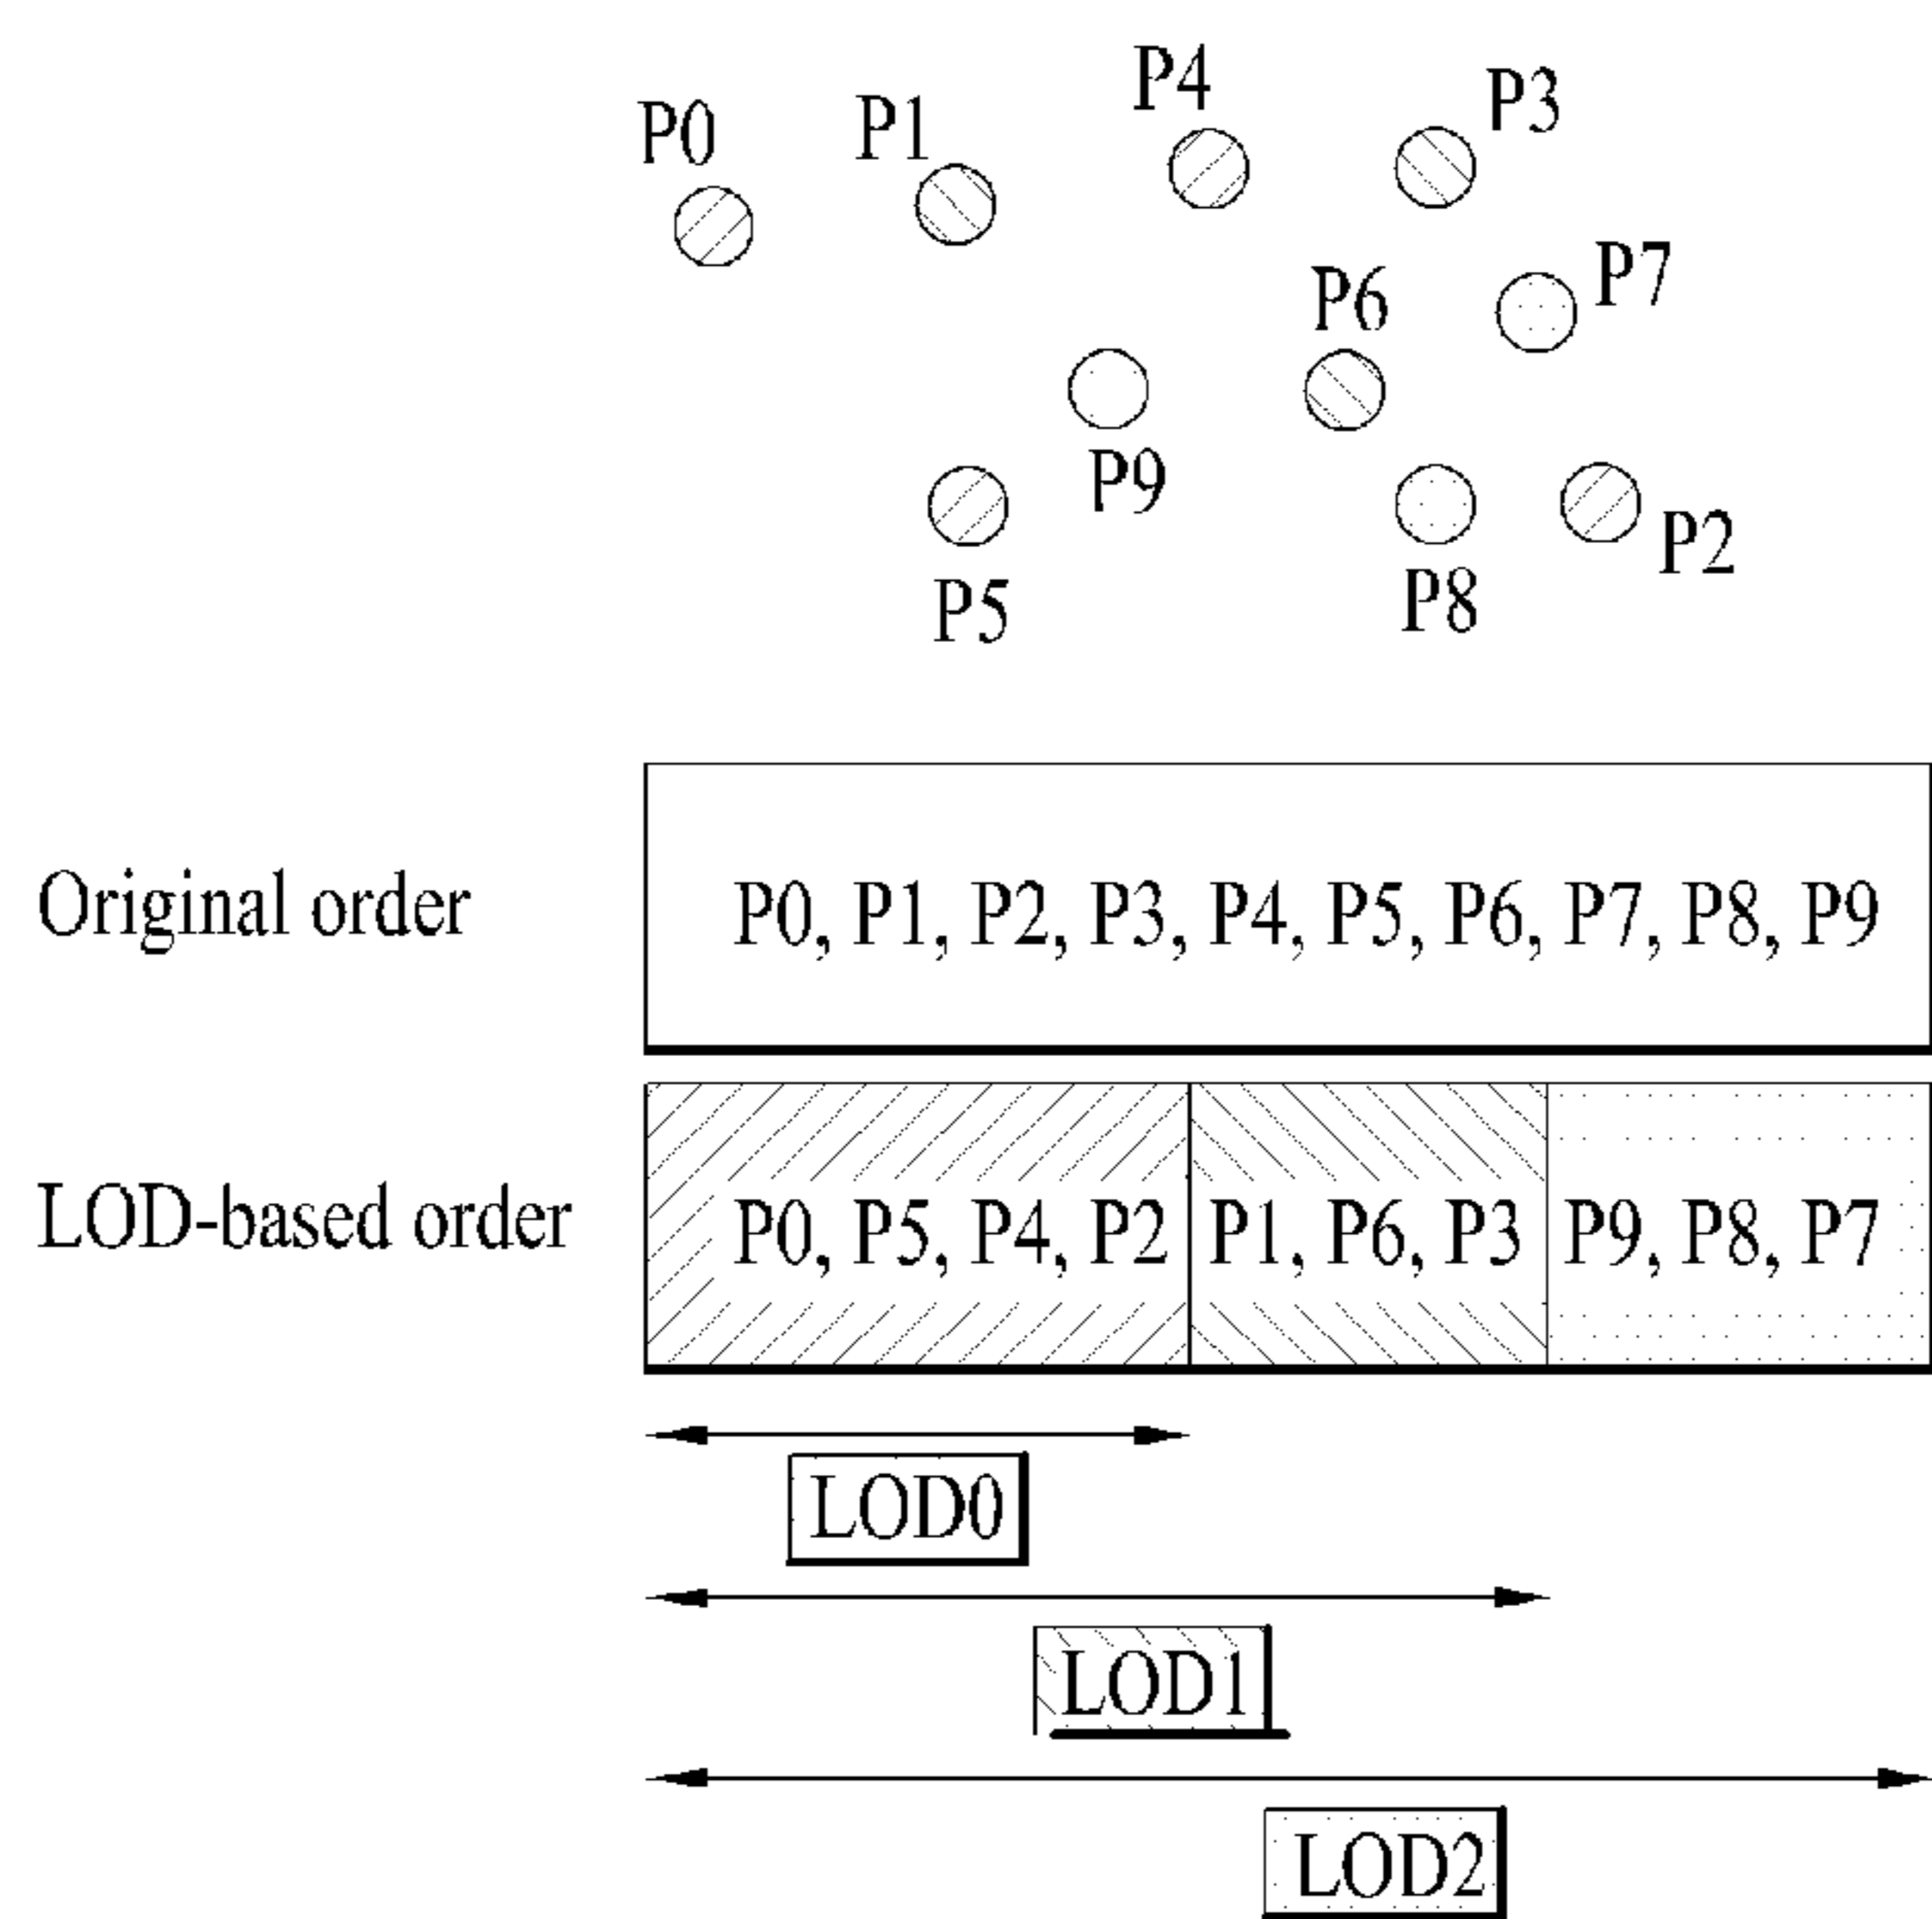 P4
P3
P0
P1
P7
P6
P9
P2
P5
P8
Original order
P0, P1, P2, P3, P4, P5, P6, P7, P8, P9
LOD-based order
P0, P5, P4, P2
P1, P6, P3
P9, P8, P7
LOD0
LOD1
LOD2